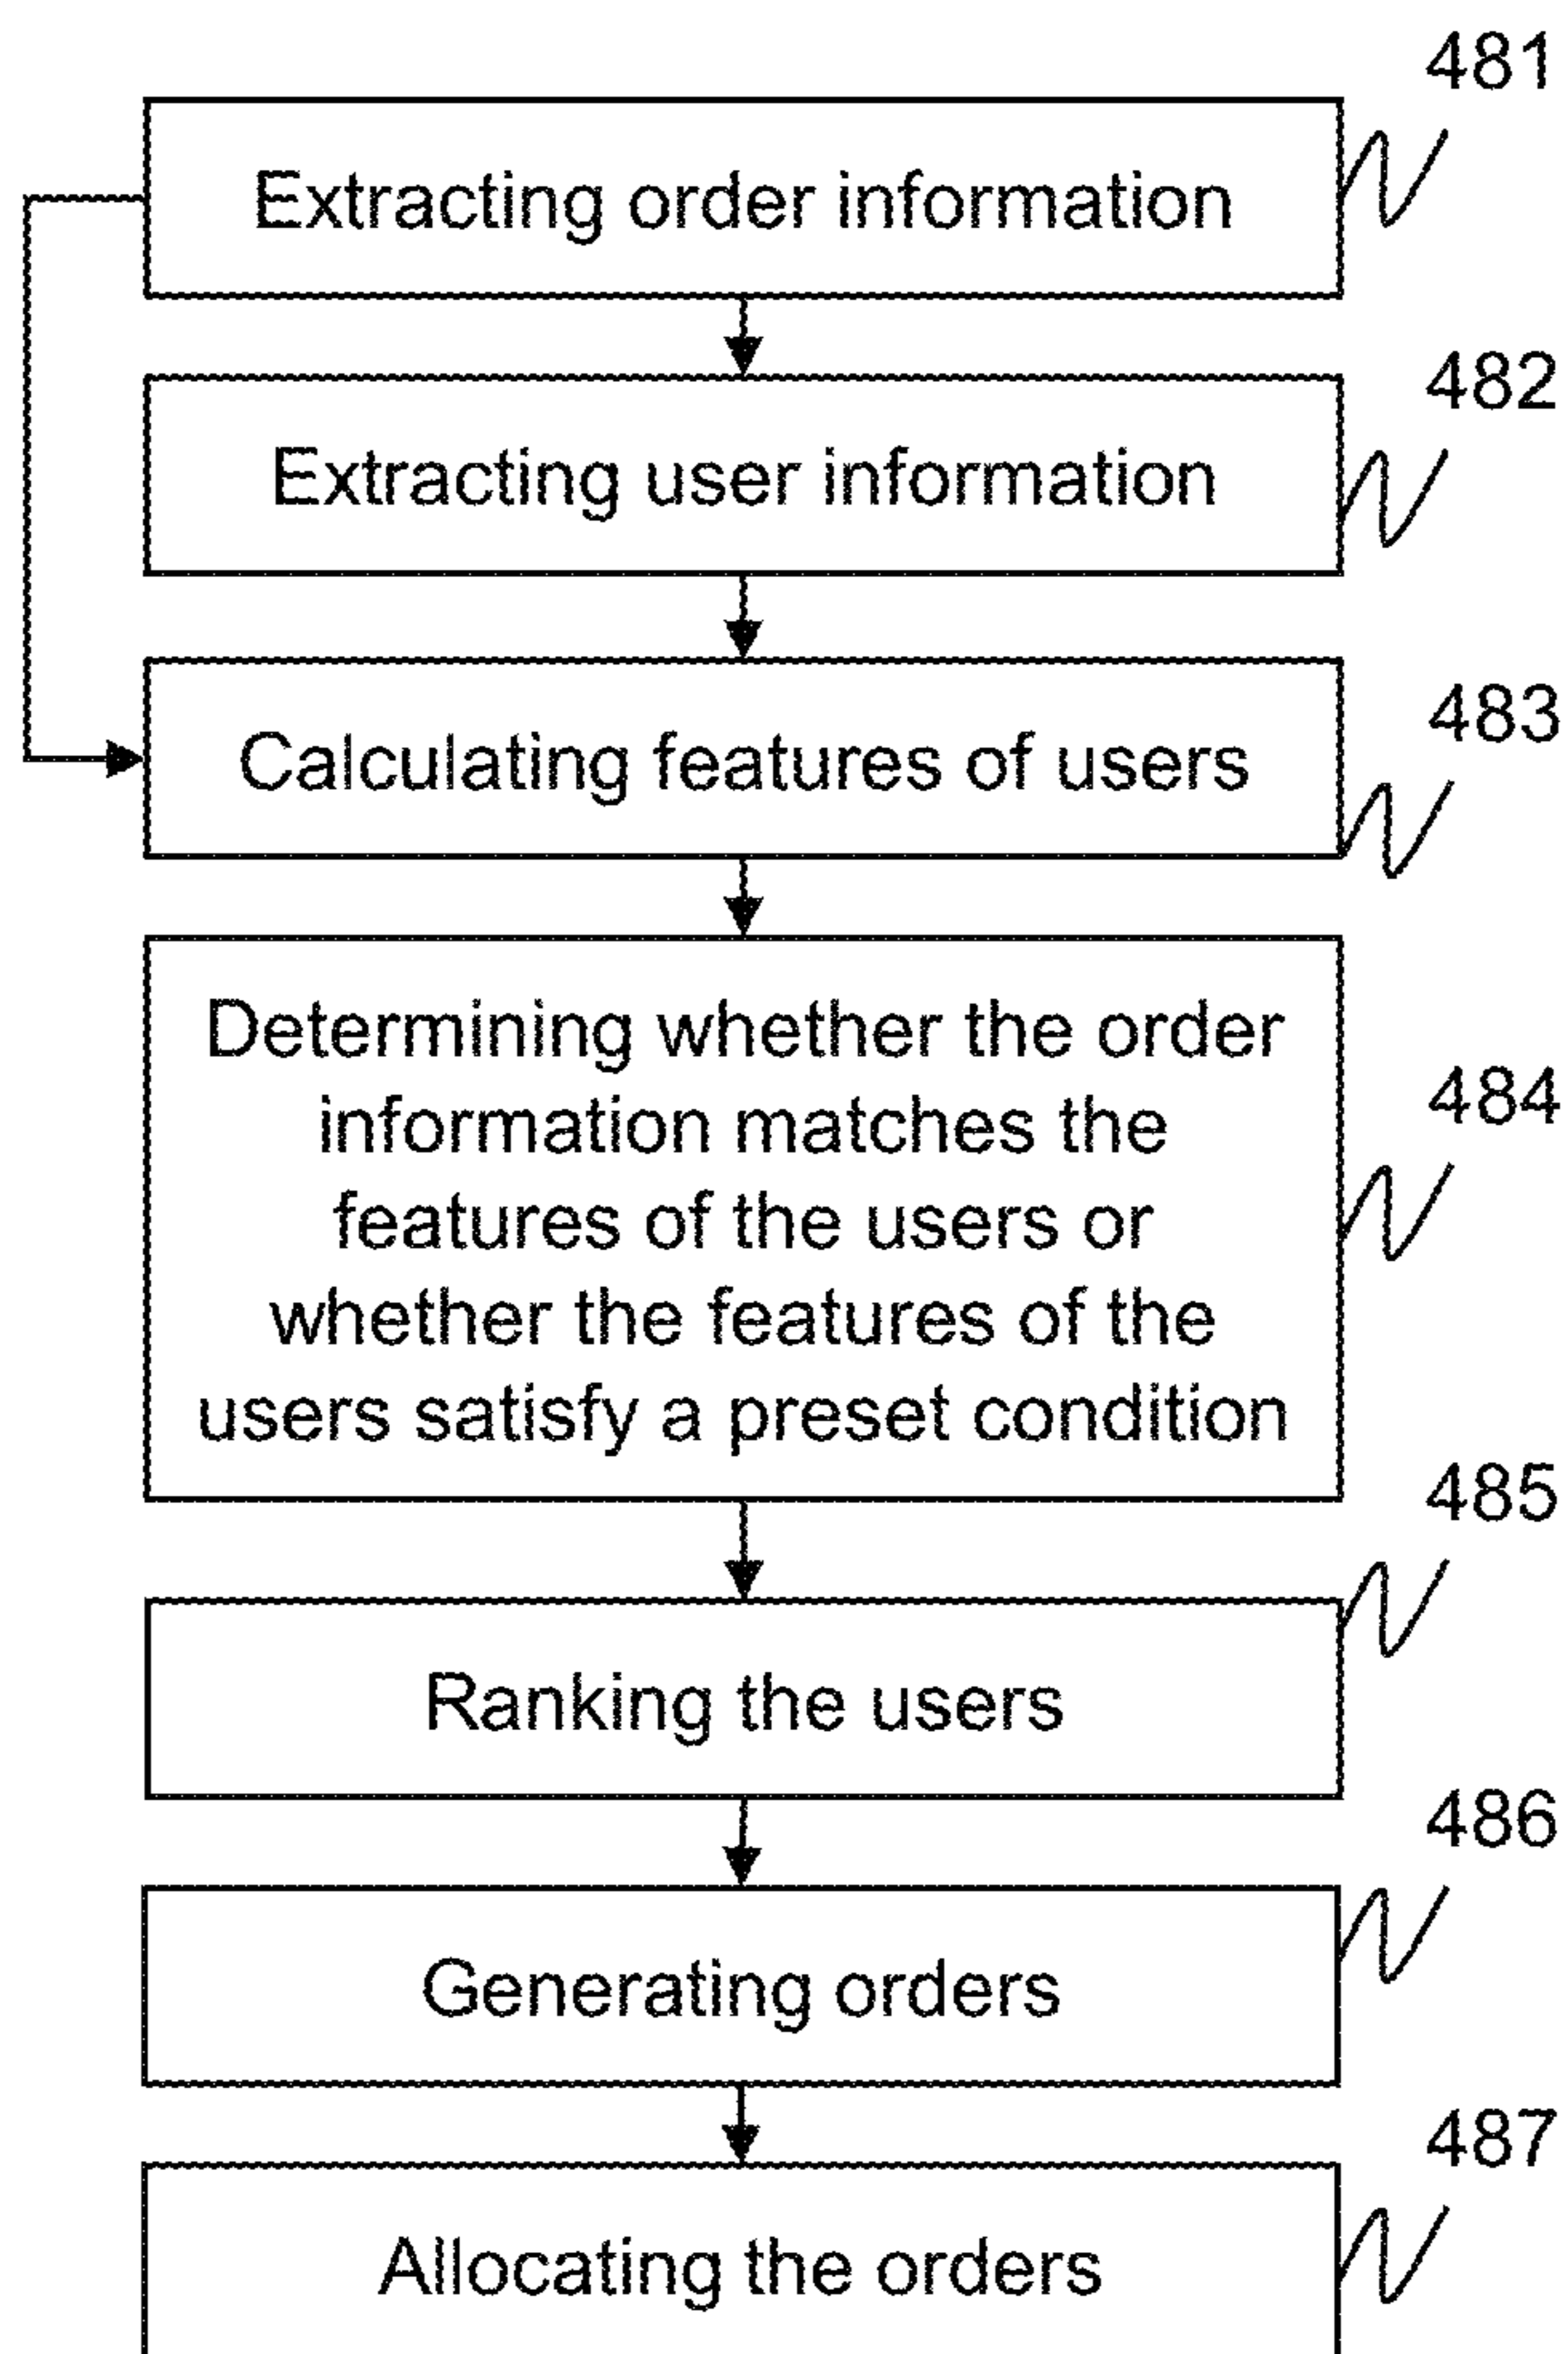 481
Extracting order information
482
Extracting user information
483
Calculating features of users
Determining whether the order
information matches the
484
features of the users or
whether the features of the
users satisfy a preset condition
485
Ranking the users
486
Generating orders
487
Allocating the orders